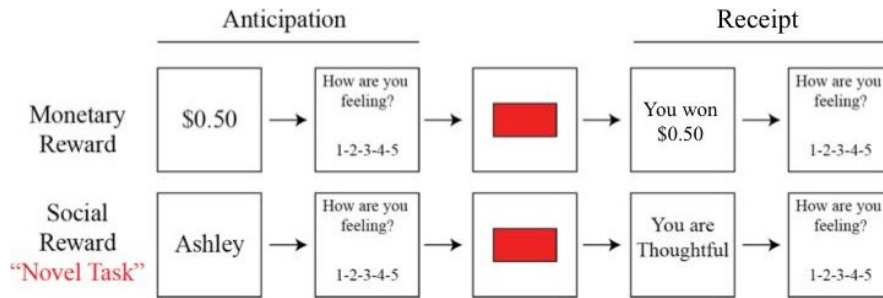 Anticipation
Receipt
Monetary
Reward
$0.50
How are you
feeling?
1-2-3-4-5
You won
$0.50
How are you
feeling?
1-2-3-4-5
Social
Reward
“Novel Task”
Ashley
How are you
feeling?
1-2-3-4-5
You are
Thoughtful
How are you
feeling?
1-2-3-4-5